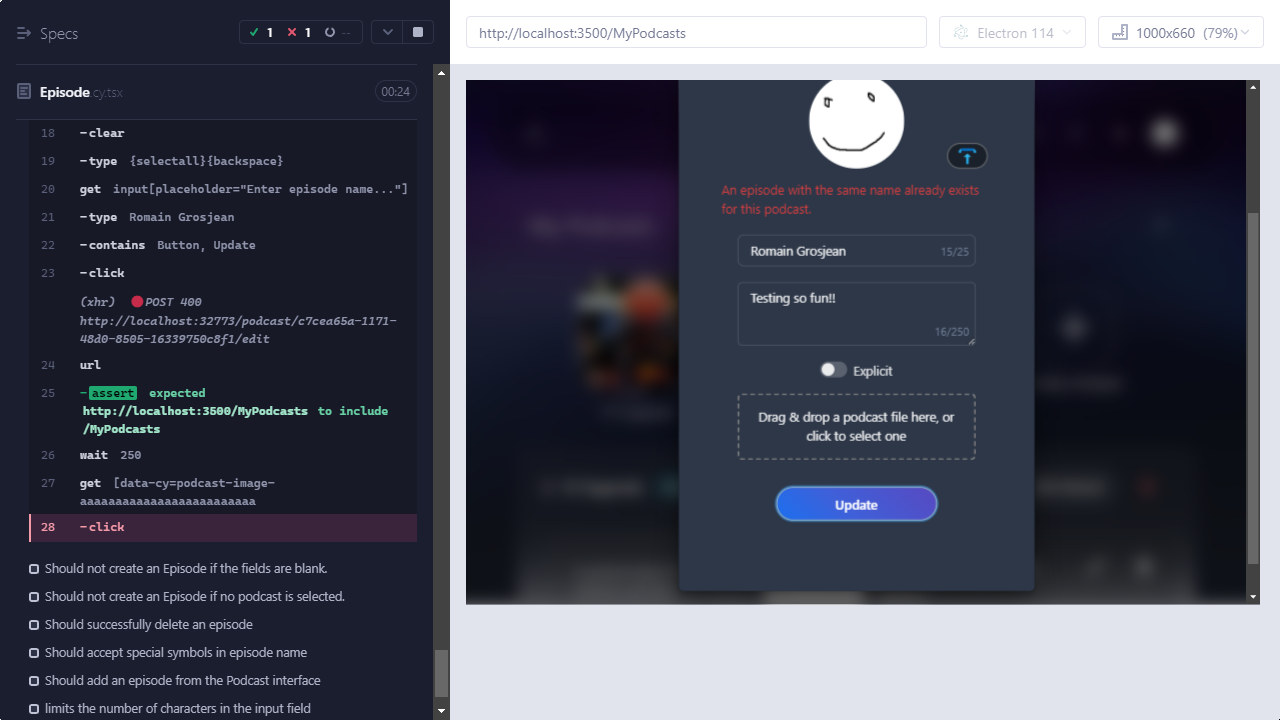 Specs
1
1
--
Episode.cy.tsx
00:24
18 -clear
19 -type {selectall}{backspace}
20 get input[placeholder="Enter episode name..."]
21 -type Romain Grosjean
22 -contains Button, Update
23 -click
(xhr) POST 400
http://localhost:32773/podcast/c7cea65a-1171-
48d0-8505-16339750c8f1/edit
24 url
25 -assert expected
http://localhost:3500/MyPodcasts to include
/MyPodcasts
26 wait 250
27 get [data-cy=podcast-image-
aaaaaaaaaaaaaaaaaaaaaaaaa
28 -click
Should not create an Episode if the fields are blank.
Should not create an Episode if no podcast is selected.
Should successfully delete an episode
Should accept special symbols in episode name
Should add an episode from the Podcast interface
limits the number of characters in the input field
http://localhost:3500/MyPodcasts
Electron 114
1000x660 (79%)
An episode with the same name already exists
for this podcast.
Romain Grosjean 15/25
Testing so fun!!
16/250
Explicit
Drag & drop a podcast file here, or
click to select one
Update